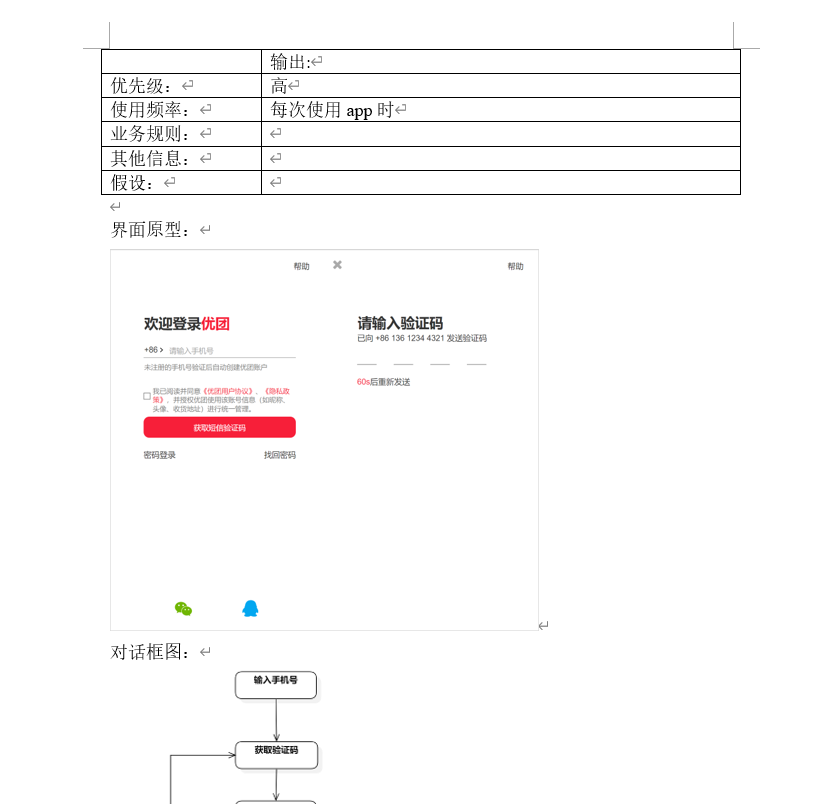 输出:
优先级： 高
使用频率： 每次使用 app 时
业务规则：
其他信息：
假设：
界面原型：
帮助
欢迎登录优团
+86 > 请输入手机号
未注册的手机号验证后自动创建优团账户
我已阅读并同意《优团用户协议》、《隐私政
策》，并授权优团使用该账号信息（如昵称、
头像、收货地址）进行统一管理。
获取短信验证码
密码登录 找回密码
帮助
请输入验证码
已向 +86 136 1234 4321 发送验证码
60s后重新发送
对话框图：
输入手机号
获取验证码